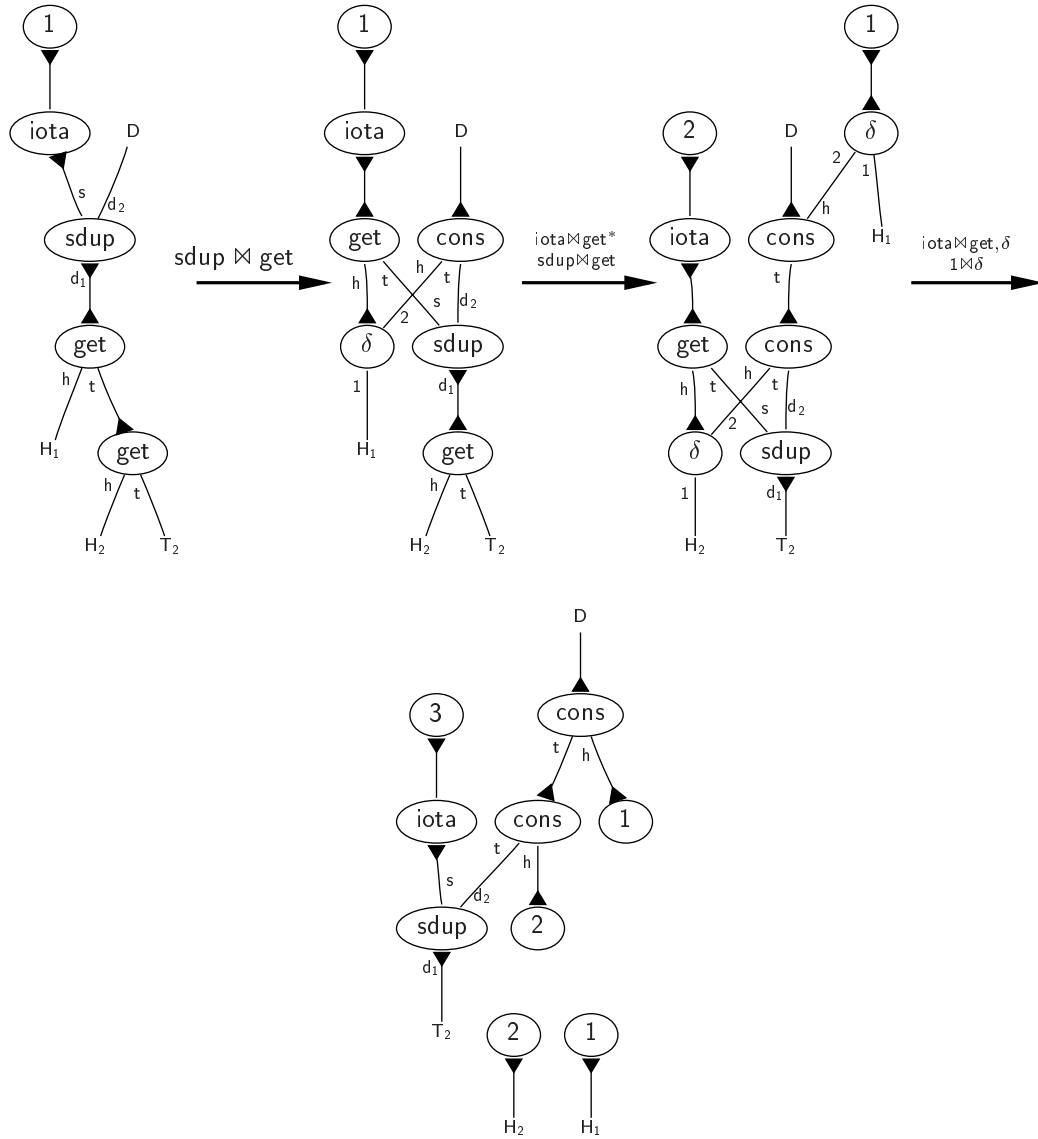 1 1 1
iota D iota D 2 D δ
s d₂ 2 1
sdup get cons iota cons h H₁
sdup ⋈ get iota⋈get* iota⋈get, δ
sdup⋈get 1⋈δ
d₁ h t h t s d₂ 2 t
get δ sdup get cons
h t 1 d₁ h t h t s d₂ 2
H₁ get H₁ get δ sdup
h t h t 1 d₁
H₂ T₂ H₂ T₂ H₂ T₂
D
3 cons
t h
iota cons 1
s d₂ t h
sdup 2
d₁
T₂ 2 1
H₂ H₁